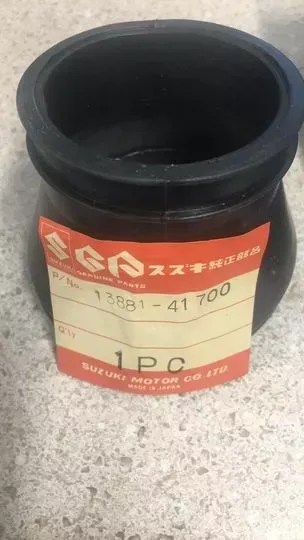 SGP スズキ純正部品
SUZUKI GENUINE PARTS
P/No. 13881-41700
Q'ty 1PC
SUZUKI MOTOR CO., LTD.
MADE IN JAPAN